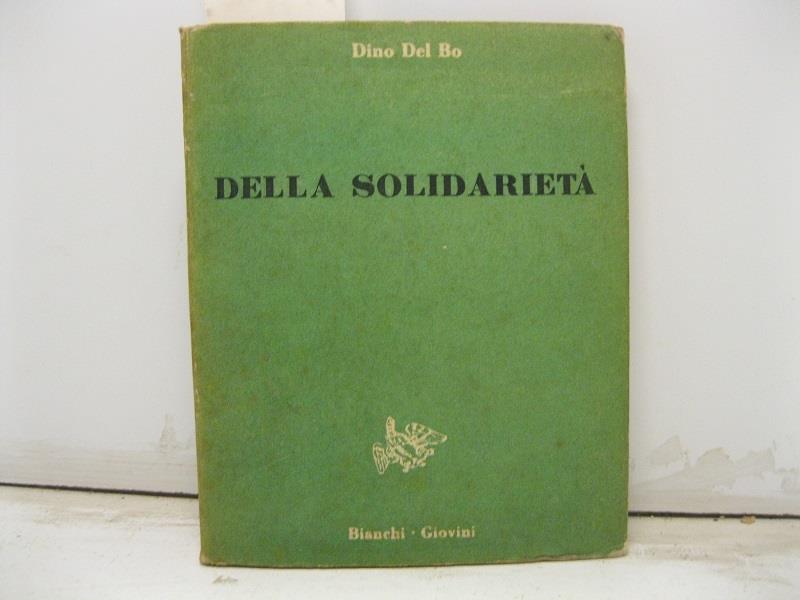 Dino Del Bo
DELLA SOLIDARIETÀ
Bianchi · Giovini